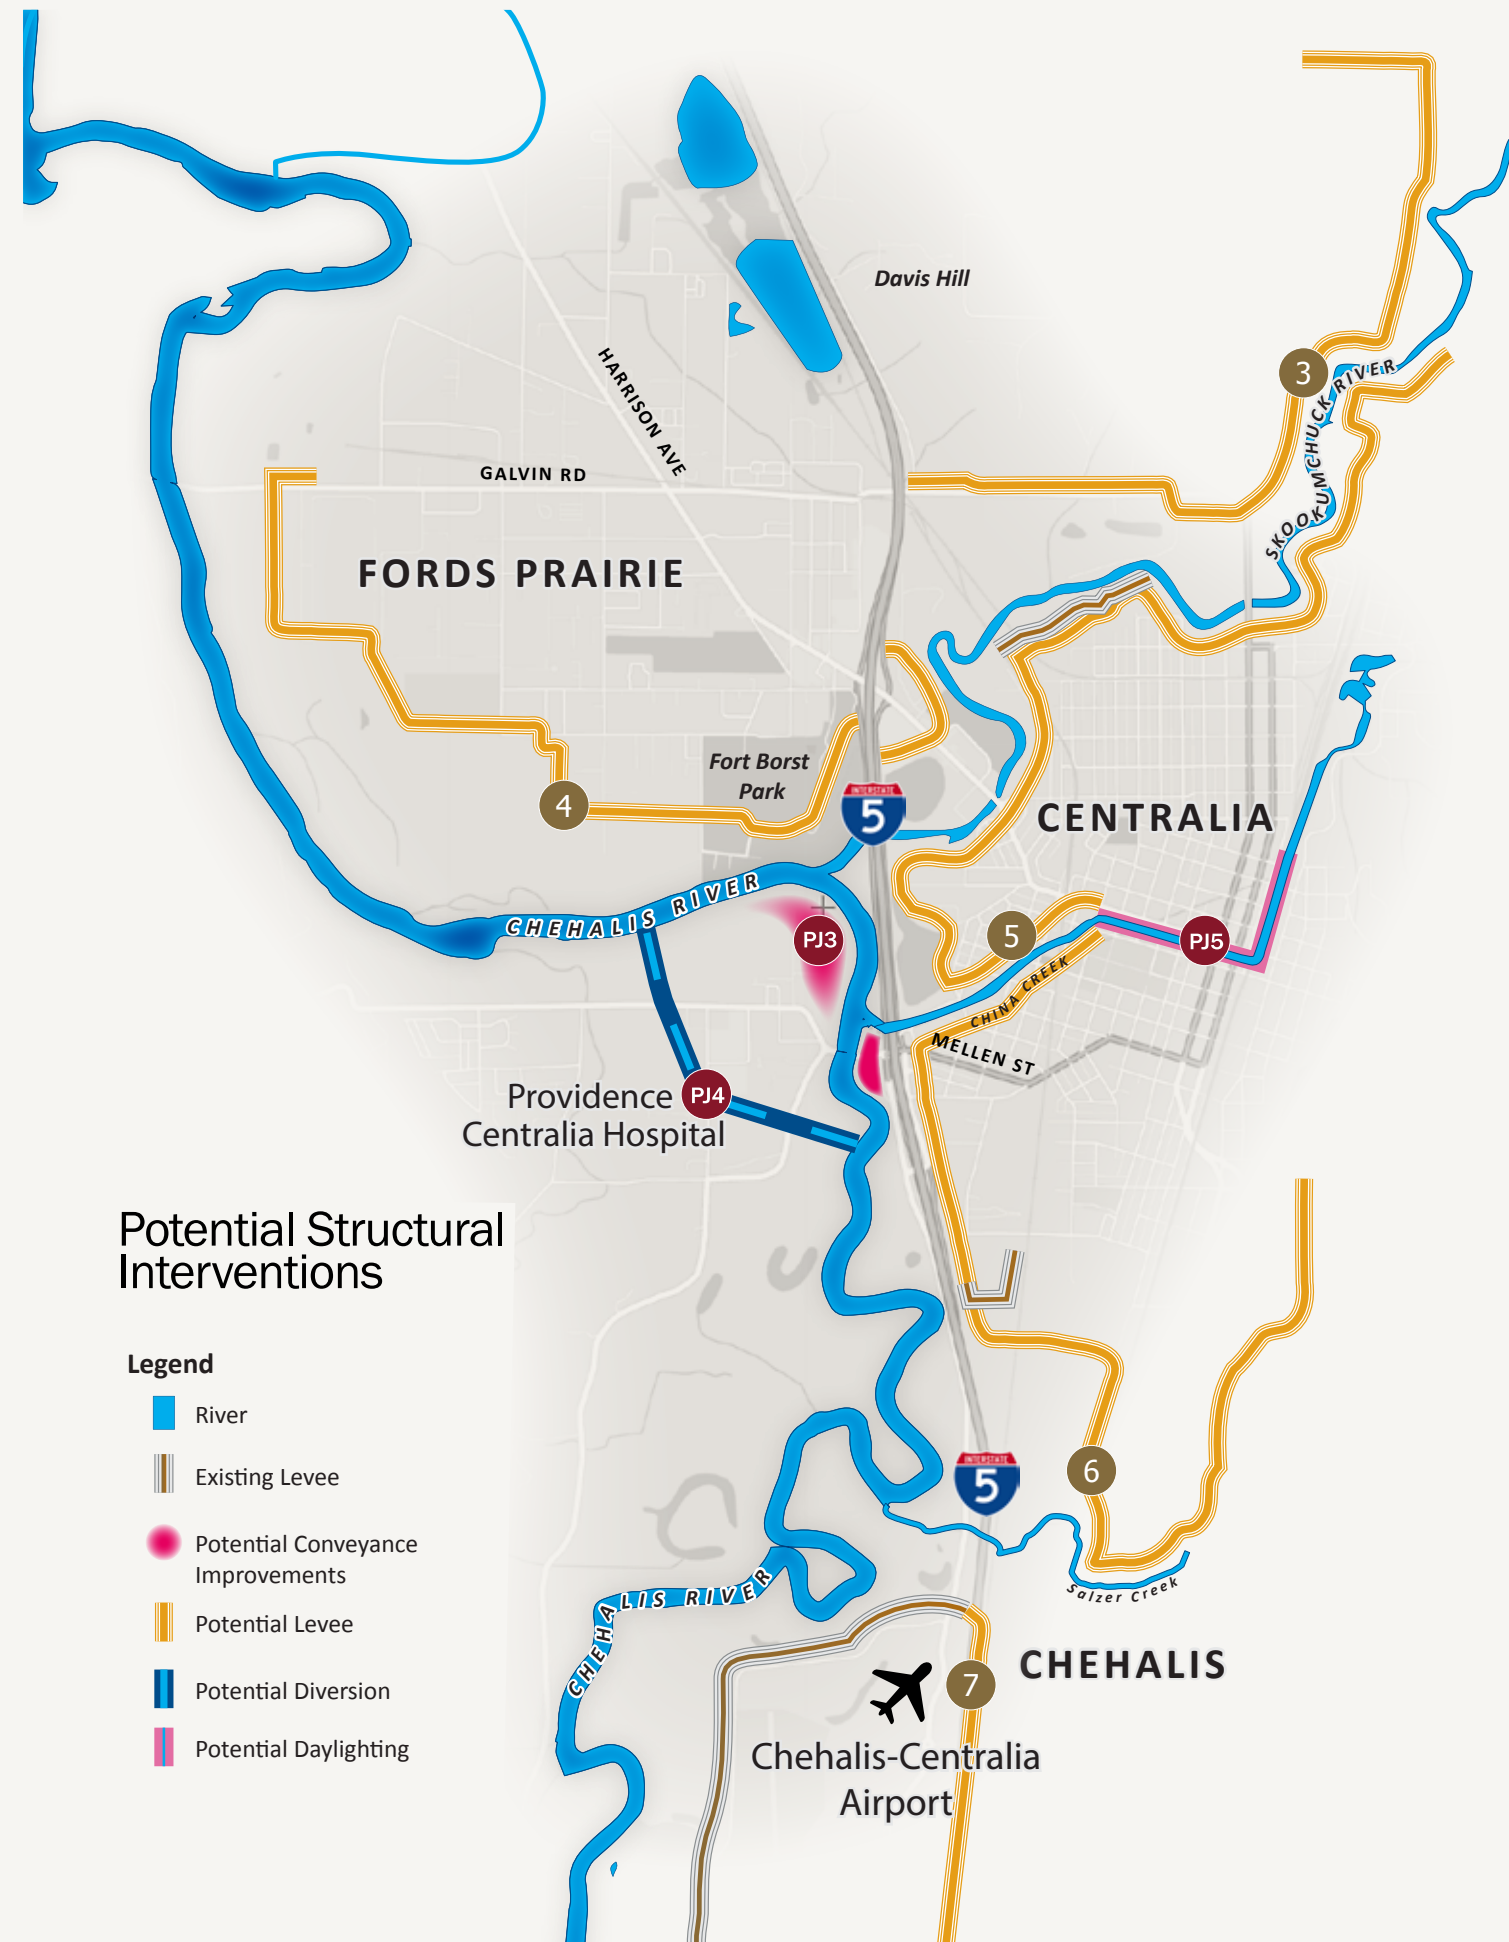 Davis Hill
3
SKOOKUMCHUCK RIVER
HARRISON AVE
GALVIN RD
FORDS PRAIRIE
Fort Borst
Park
4
INTERSTATE
5
CENTRALIA
CHEHALIS RIVER
PJ3
5
PJ5
CHINA CREEK
MELLEN ST
Providence
Centralia Hospital
PJ4
Potential Structural
Interventions
Legend
River
Existing Levee
Potential Conveyance
Improvements
Potential Levee
Potential Diversion
Potential Daylighting
INTERSTATE
5
6
Salzer Creek
CHEHALIS RIVER
CHEHALIS
7
Chehalis-Centralia
Airport